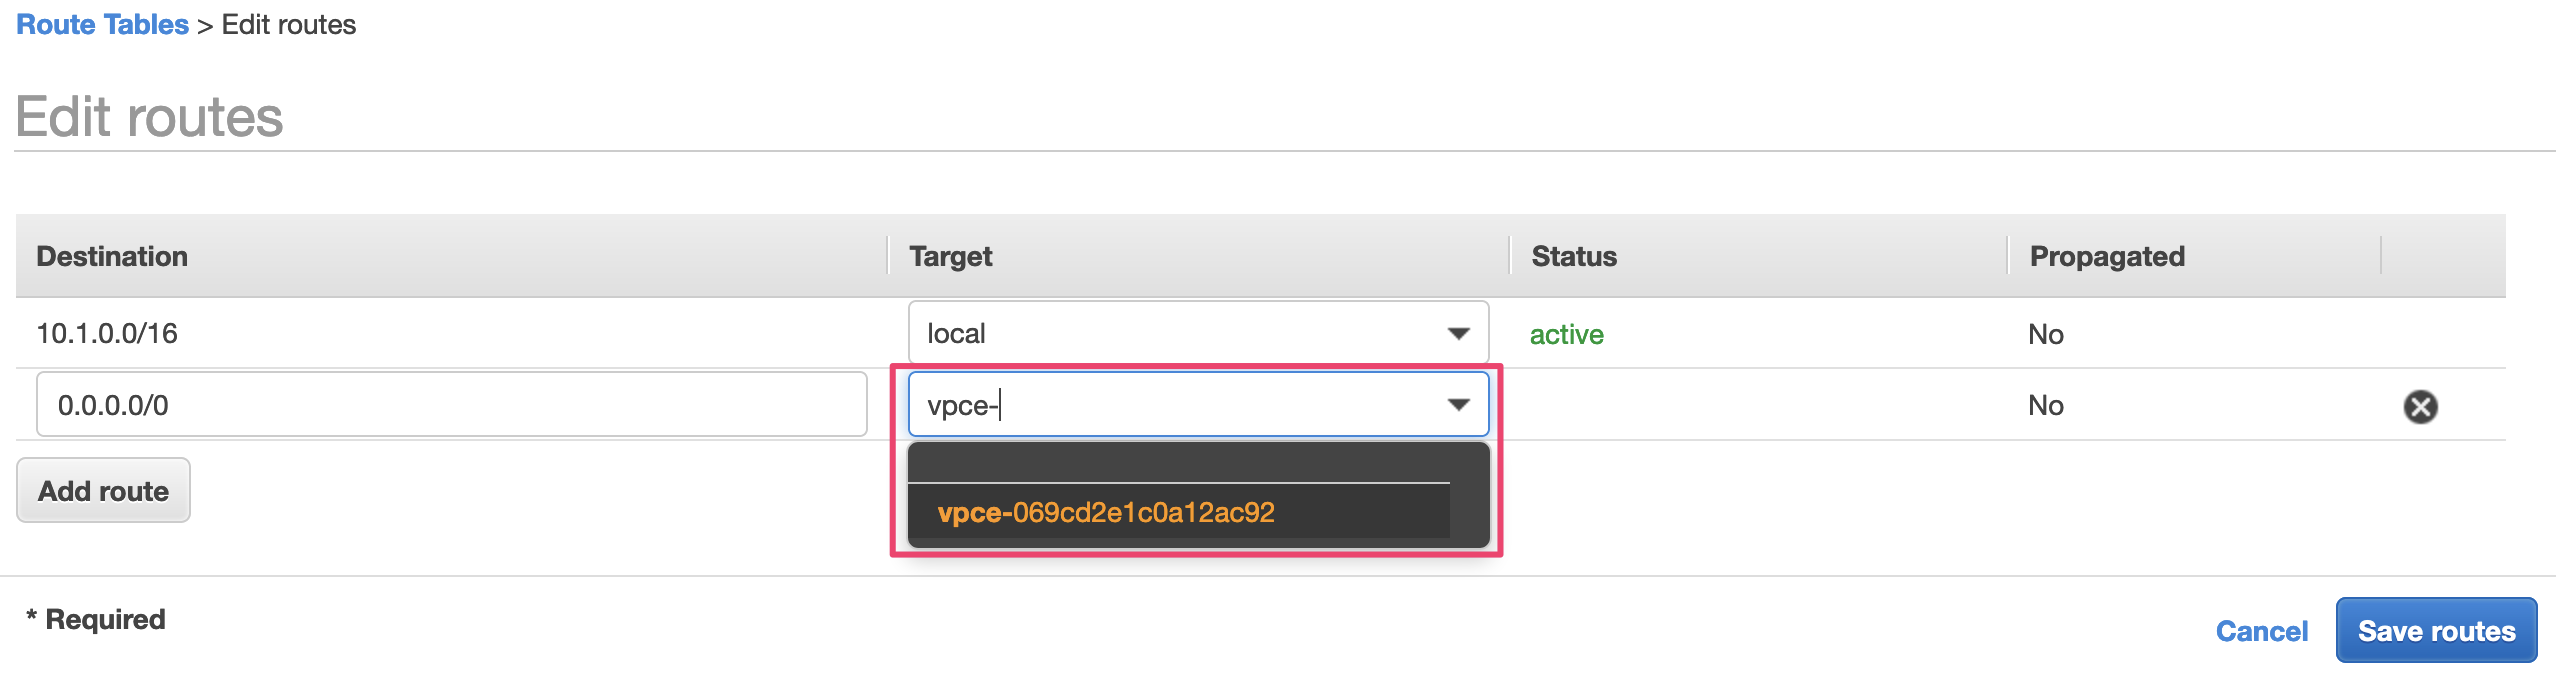 Route Tables > Edit routes
Edit routes
Destination Target Status Propagated
10.1.0.0/16 local active No
0.0.0.0/0 vpce- No
vpce-069cd2e1c0a12ac92
Add route
* Required
Cancel Save routes